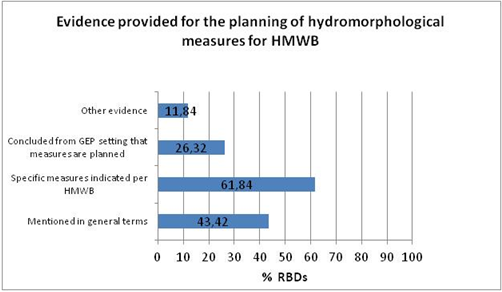 Evidence provided for the planning of hydromorphological
measures for HMWB
Other evidence
11,84
Concluded from GEP setting that
measures are planned
26,32
Specific measures indicated per
HMWB
61,84
Mentioned in general terms
43,42
0 10 20 30 40 50 60 70 80 90 100
% RBDs